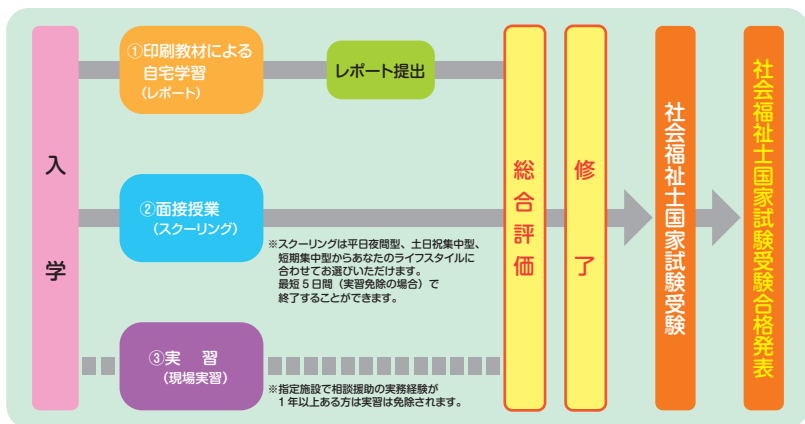 入学
①印刷教材による
自宅学習
（レポート）
レポート提出
②面接授業
（スクーリング）
※スクーリングは平日夜間型、土日祝集中型、
短期集中型からあなたのライフスタイルに
合わせてお選びいただけます。
最短５日間（実習免除の場合）で
終了することができます。
③実　習
（現場実習）
※指定施設で相談援助の実務経験が
１年以上ある方は実習は免除されます。
総合評価
修了
社会福祉士国家試験受験
社会福祉士国家試験受験合格発表